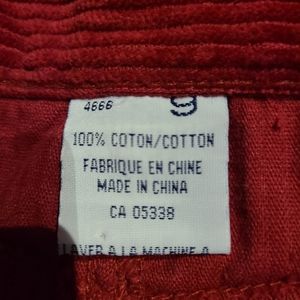 4666
9
100% COTON/COTTON
FABRIQUE EN CHINE
MADE IN CHINA
CA 05338
LAVER A LA MACHINE A